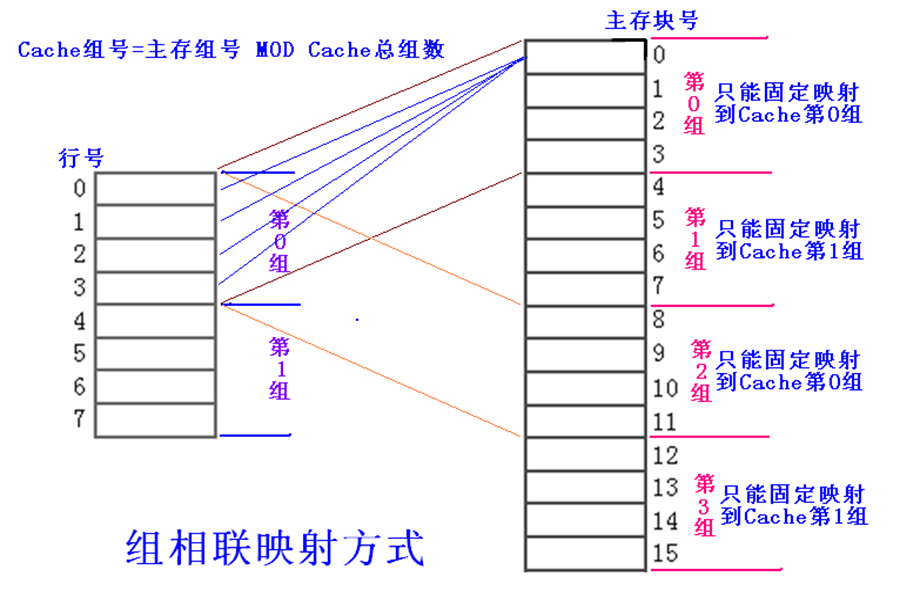 主存块号
Cache组号=主存组号 MOD Cache总组数
行号
0
1
2
3
4
5
6
7
第0组
第1组
0
1
2
3
4
5
6
7
8
9
10
11
12
13
14
15
第0组
只能固定映射
到Cache第0组
第1组
只能固定映射
到Cache第1组
第2组
只能固定映射
到Cache第0组
第3组
只能固定映射
到Cache第1组
组相联映射方式